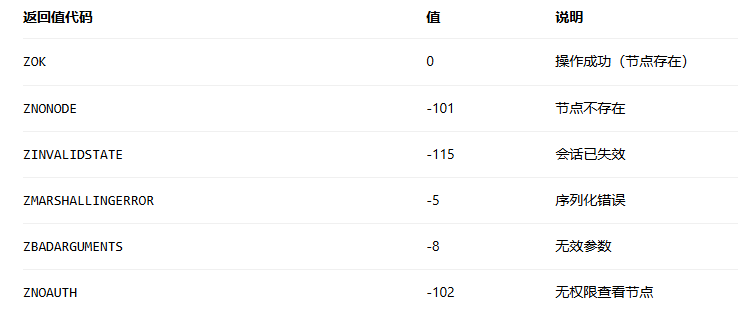 返回值代码 值 说明
ZOK 0 操作成功（节点存在）
ZNONODE -101 节点不存在
ZINVALIDSTATE -115 会话已失效
ZMARSHALLINGERROR -5 序列化错误
ZBADARGUMENTS -8 无效参数
ZNOAUTH -102 无权限查看节点